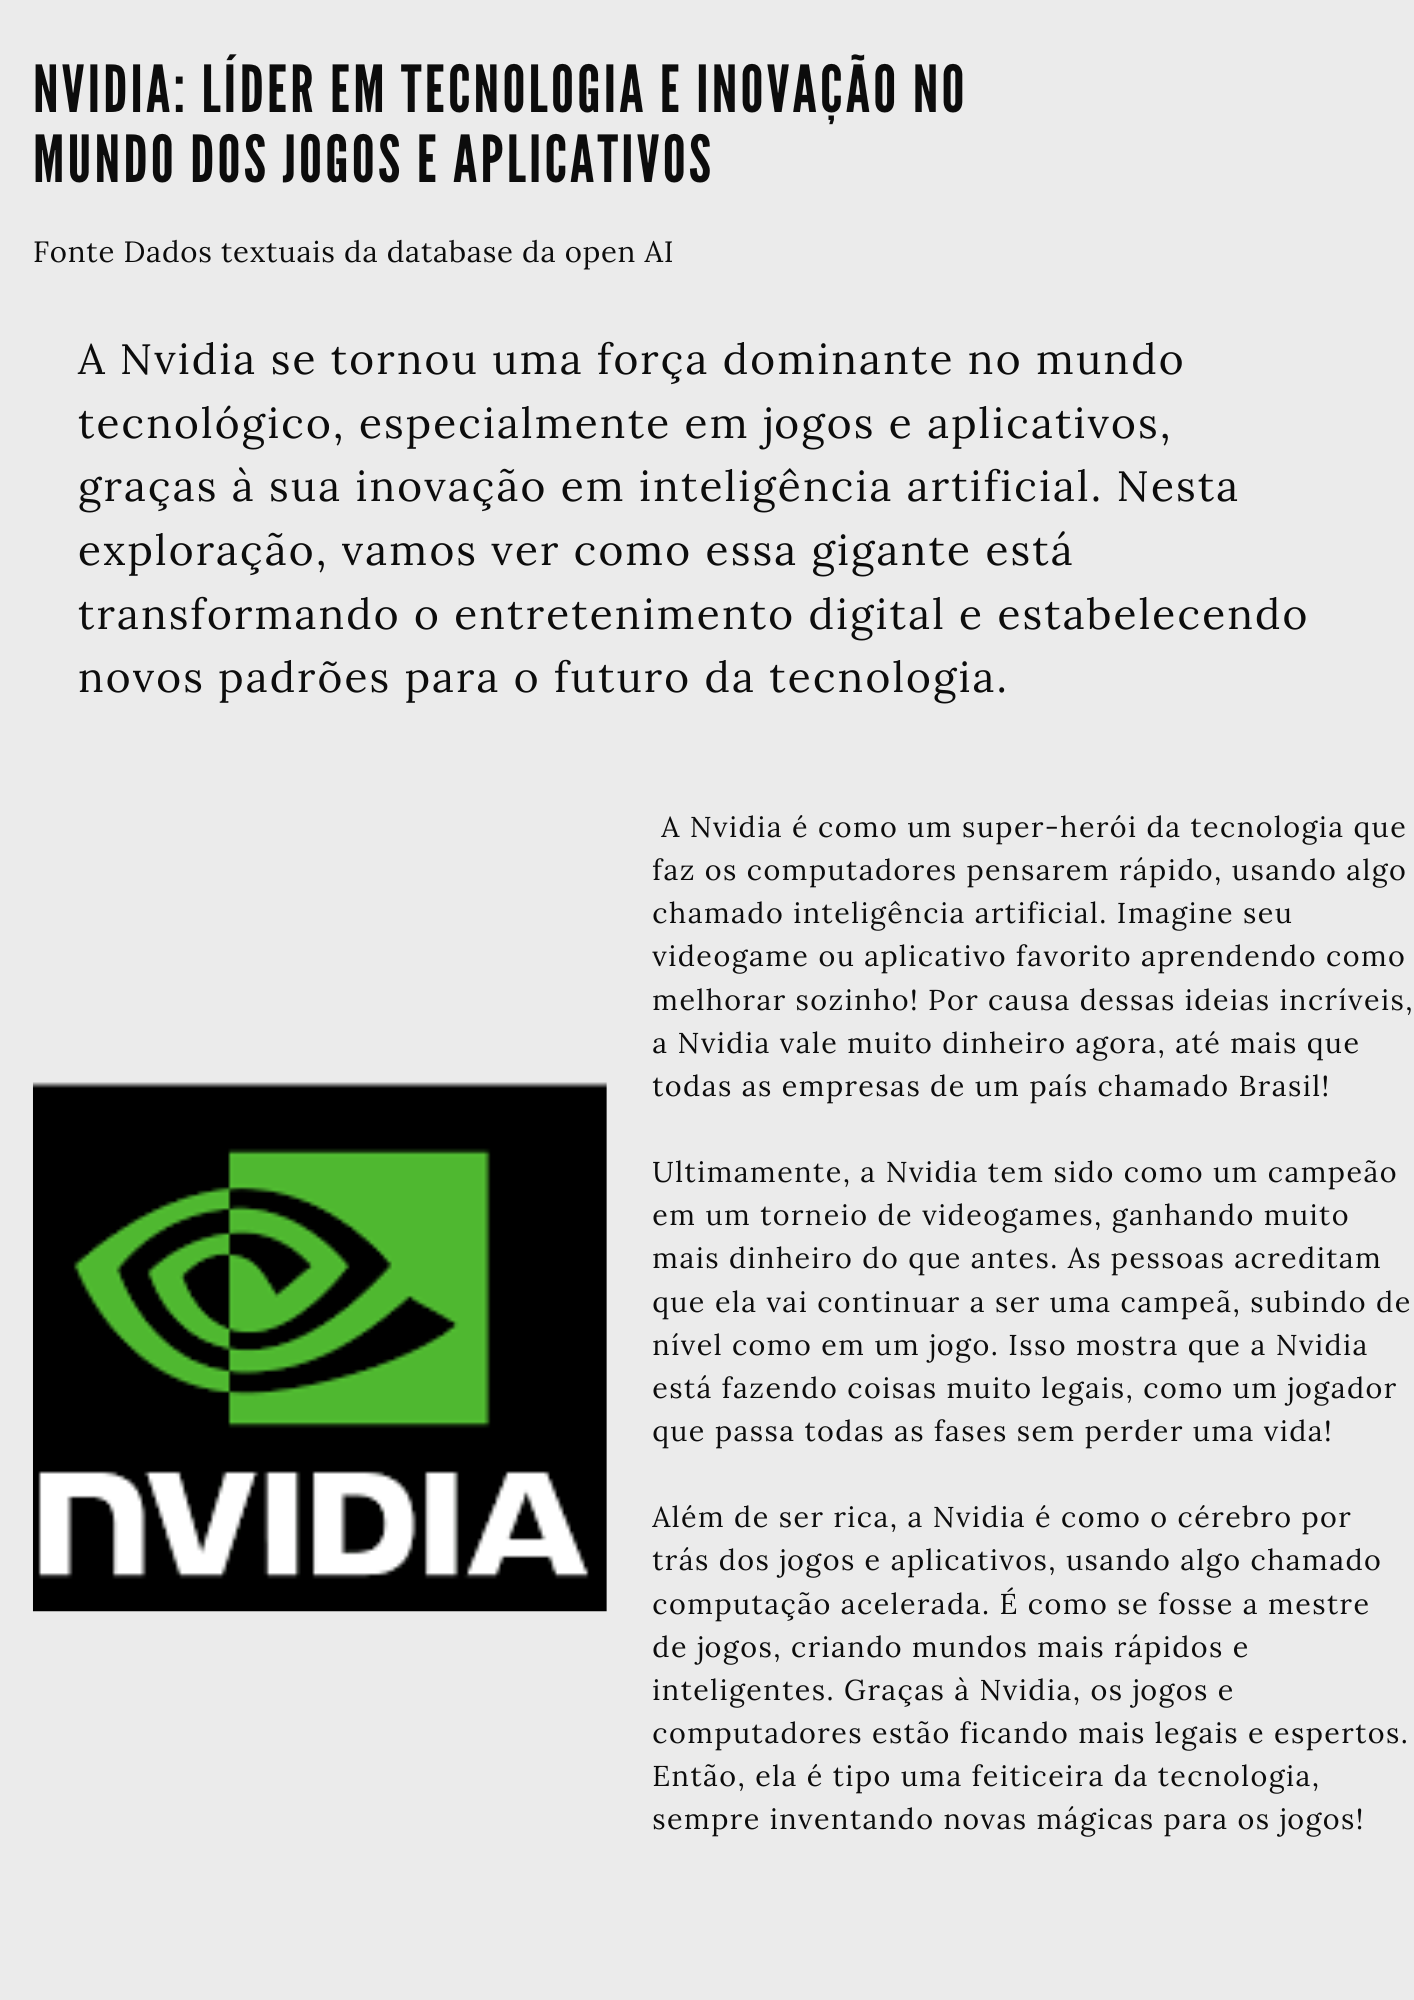 NVIDIA: LÍDER EM TECNOLOGIA E INOVAÇÃO NO
MUNDO DOS JOGOS E APLICATIVOS
Fonte Dados textuais da database da open AI
A Nvidia se tornou uma força dominante no mundo
tecnológico, especialmente em jogos e aplicativos,
graças à sua inovação em inteligência artificial. Nesta
exploração, vamos ver como essa gigante está
transformando o entretenimento digital e estabelecendo
novos padrões para o futuro da tecnologia.
A Nvidia é como um super-herói da tecnologia que
faz os computadores pensarem rápido, usando algo
chamado inteligência artificial. Imagine seu
videogame ou aplicativo favorito aprendendo como
melhorar sozinho! Por causa dessas ideias incríveis,
a Nvidia vale muito dinheiro agora, até mais que
todas as empresas de um país chamado Brasil!
Ultimamente, a Nvidia tem sido como um campeão
em um torneio de videogames, ganhando muito
mais dinheiro do que antes. As pessoas acreditam
que ela vai continuar a ser uma campeã, subindo de
nível como em um jogo. Isso mostra que a Nvidia
está fazendo coisas muito legais, como um jogador
que passa todas as fases sem perder uma vida!
Além de ser rica, a Nvidia é como o cérebro por
trás dos jogos e aplicativos, usando algo chamado
computação acelerada. É como se fosse a mestre
de jogos, criando mundos mais rápidos e
inteligentes. Graças à Nvidia, os jogos e
computadores estão ficando mais legais e espertos.
Então, ela é tipo uma feiticeira da tecnologia,
sempre inventando novas mágicas para os jogos!
nVIDIA